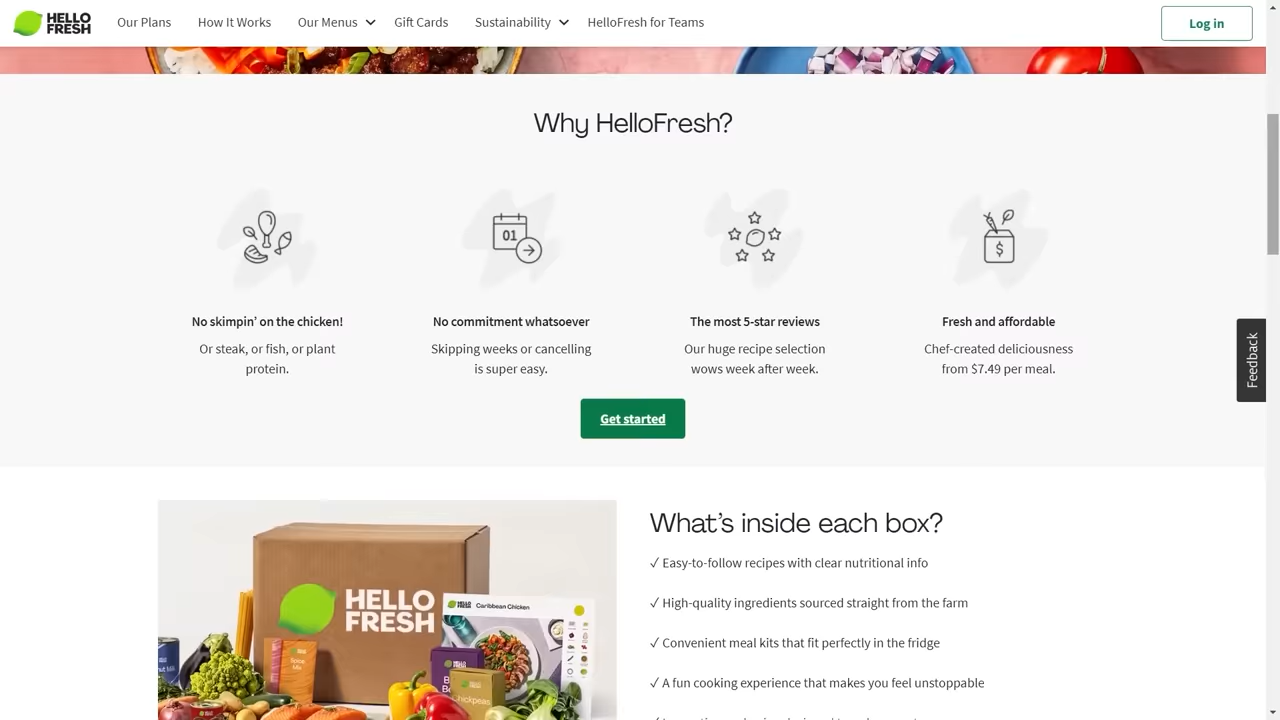 HELLO
FRESH
Our Plans
How It Works
Our Menus
Gift Cards
Sustainability
HelloFresh for Teams
Log in
Why HelloFresh?
01
$
No skimpin’ on the chicken!
Or steak, or fish, or plant
protein.
No commitment whatsoever
Skipping weeks or cancelling
is super easy.
The most 5-star reviews
Our huge recipe selection
wows week after week.
Fresh and affordable
Chef-created deliciousness
from $7.49 per meal.
Get started
Feedback
HELLO
FRESH
HELLO
FRESH
Caribbean Chicken
Spice
Mix
Chickpeas
What’s inside each box?
✓ Easy-to-follow recipes with clear nutritional info
✓ High-quality ingredients sourced straight from the farm
✓ Convenient meal kits that fit perfectly in the fridge
✓ A fun cooking experience that makes you feel unstoppable